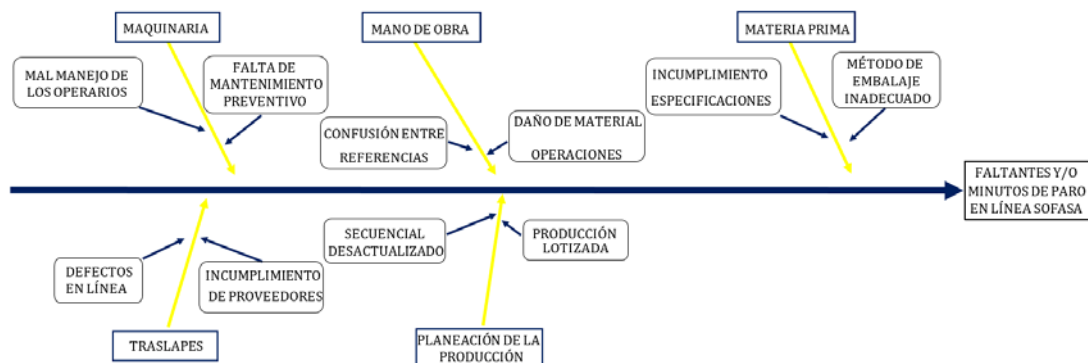 MAQUINARIA
MANO DE OBRA
MATERIA PRIMA
MAL MANEJO DE
LOS OPERARIOS
FALTA DE
MANTENIMIENTO
PREVENTIVO
CONFUSIÓN ENTRE
REFERENCIAS
DAÑO DE MATERIAL
OPERACIONES
INCUMPLIMIENTO
ESPECIFICACIONES
MÉTODO DE
EMBALAJE
INADECUADO
FALTANTES Y/O
MINUTOS DE PARO
EN LÍNEA SOFASA
DEFECTOS
EN LÍNEA
INCUMPLIMIENTO
DE PROVEEDORES
SECUENCIAL
DESACTUALIZADO
PRODUCCIÓN
LOTIZADA
TRASLAPES
PLANEACIÓN DE LA
PRODUCCIÓN